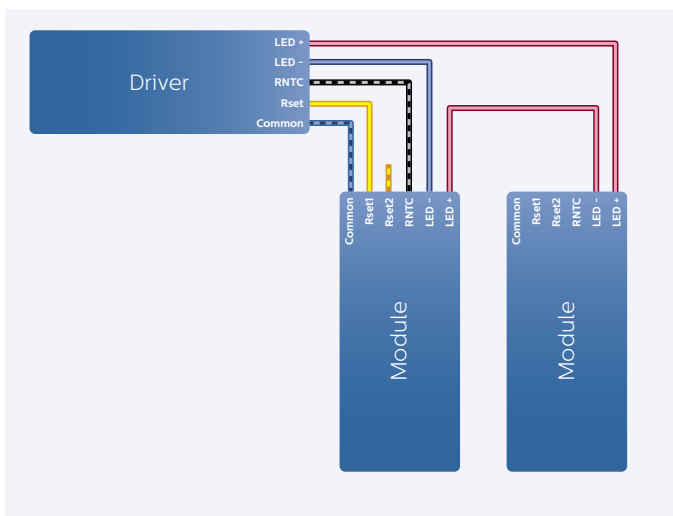 Driver
LED +
LED -
RNTC
Rset
Common
Common
Rset1
Rset2
RNTC
LED -
LED +
Module
Common
Rset1
Rset2
RNTC
LED -
LED +
Module